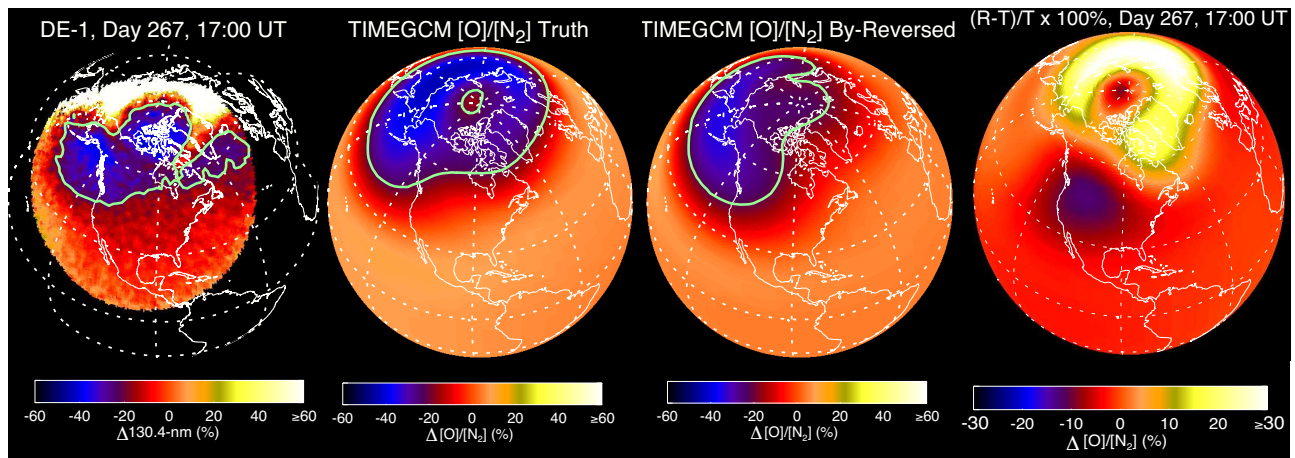 DE-1, Day 267, 17:00 UT
TIMEGCM [O]/[N₂] Truth
TIMEGCM [O]/[N₂] By-Reversed
(R-T)/T x 100%, Day 267, 17:00 UT
-60 -40 -20 0 20 40 ≥60
Δ130.4-nm (%)
-60 -40 -20 0 20 40 ≥60
Δ[O]/[N₂] (%)
-60 -40 -20 0 20 40 ≥60
Δ[O]/[N₂] (%)
-30 -20 -10 0 10 20 ≥30
Δ [O]/[N₂] (%)